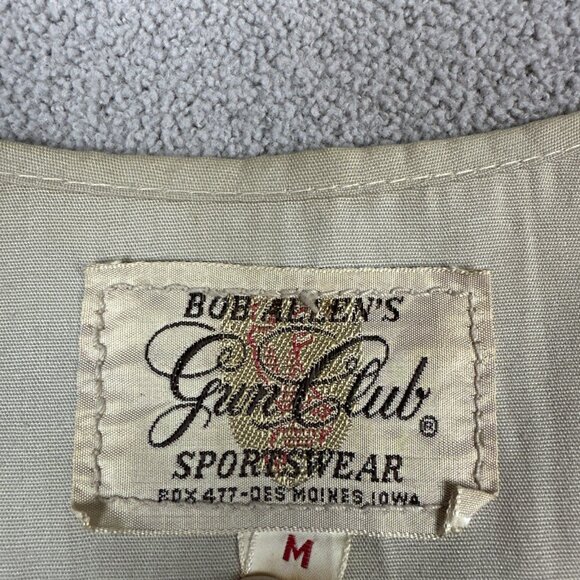 BOB ALLEN'S
Gun Club ®
SPORTSWEAR
BOX 477-DES MOINES, IOWA
M